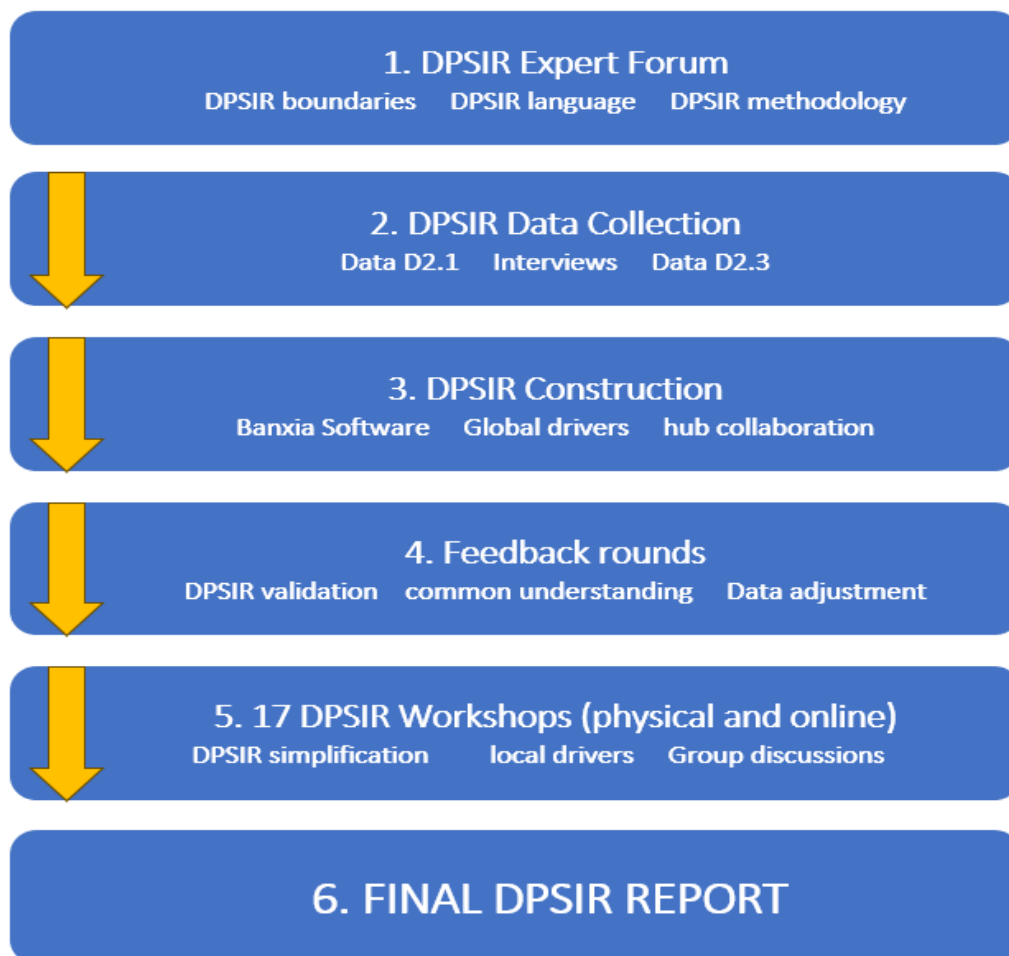 1. DPSIR Expert Forum
DPSIR boundaries DPSIR language DPSIR methodology
2. DPSIR Data Collection
Data D2.1 Interviews Data D2.3
3. DPSIR Construction
Banxia Software Global drivers hub collaboration
4. Feedback rounds
DPSIR validation common understanding Data adjustment
5. 17 DPSIR Workshops (physical and online)
DPSIR simplification local drivers Group discussions
6. FINAL DPSIR REPORT